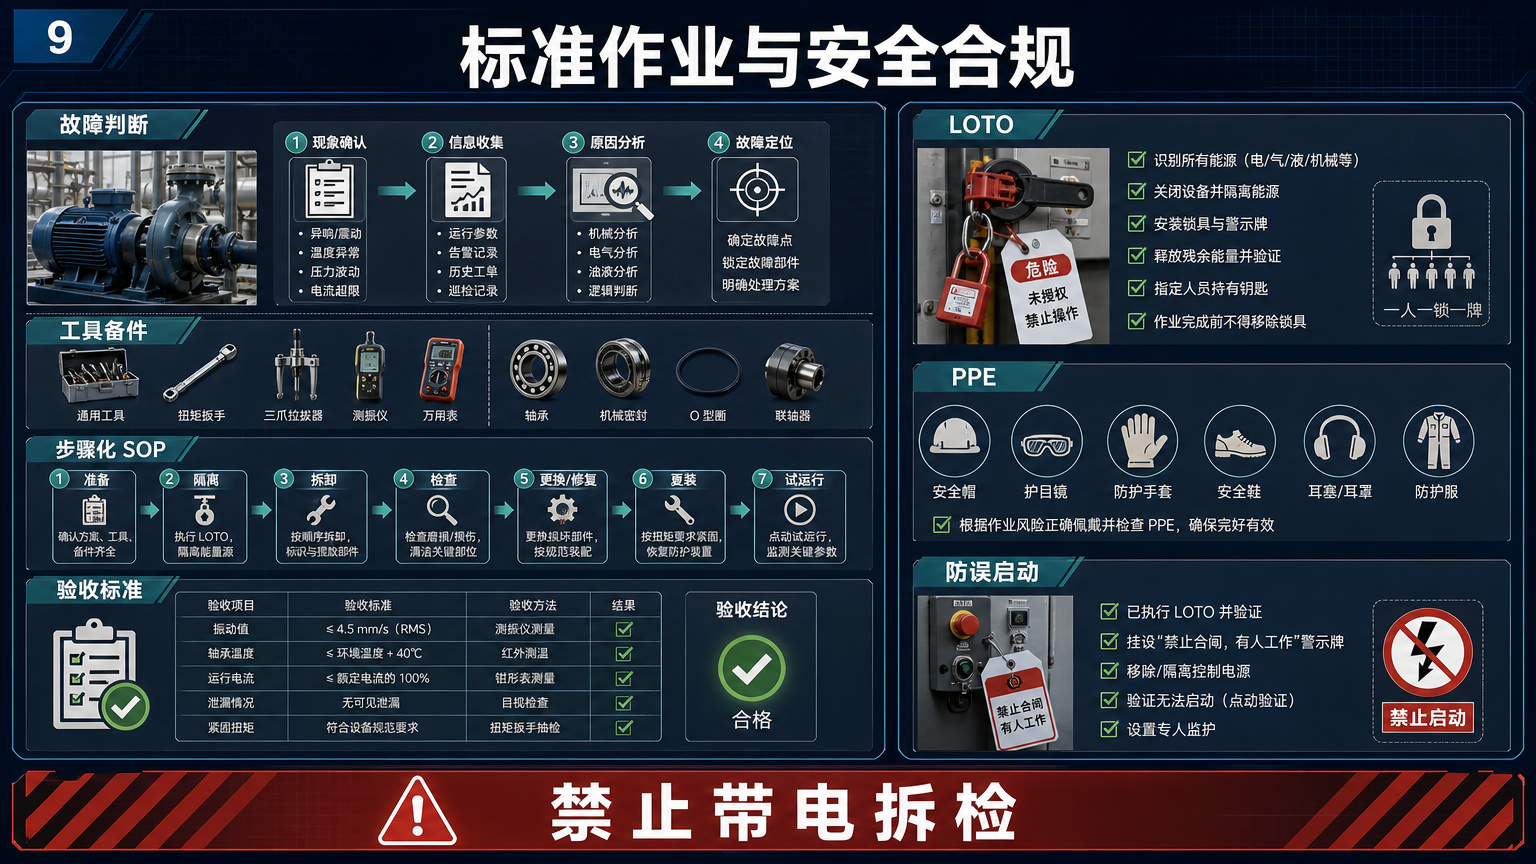 9
标准作业与安全合规
故障判断
1 现象确认
• 异响/震动
• 温度异常
• 压力波动
• 电流超限
2 信息收集
• 运行参数
• 告警记录
• 历史工单
• 巡检记录
3 原因分析
• 机械分析
• 电气分析
• 油液分析
• 逻辑判断
4 故障定位
确定故障点
锁定故障部件
明确处理方案
工具备件
通用工具
扭矩扳手
三爪拉拔器
测振仪
万用表
轴承
机械密封
O 型
联轴器
步骤化 SOP
1 准备
确认方案、工具、
备件齐全
2 隔离
执行 LOTO，
隔离能量源
3 拆卸
按顺序拆卸，
标识与摆放部件
4 检查
检查磨损/损伤，
清洁关键部位
5 更换/修复
更换损坏部件，
按规范装配
6 复装
按扭矩要求紧固，
恢复防护装置
7 试运行
点动试运行，
监测关键参数
验收标准
验收项目 验收标准 验收方法 结果
振动值 ≤ 4.5 mm/s（RMS） 测振仪测量
轴承温度 ≤ 环境温度 + 40℃ 红外测温
运行电流 ≤ 额定电流的 100% 钳形表测量
泄漏情况 无可见泄漏 目视检查
紧固扭矩 符合设备规范要求 扭矩扳手抽检
验收结论
合格
LOTO
危险
未授权
禁止操作
识别所有能源（电/气/液/机械等）
关闭设备并隔离能源
安装锁具与警示牌
释放残余能量并验证
指定人员持有钥匙
作业完成前不得移除锁具
一人一锁一牌
PPE
安全帽
护目镜
防护手套
安全鞋
耳塞/耳罩
防护服
根据作业风险正确佩戴并检查 PPE，确保完好有效
防误启动
禁止合闸
有人工作
已执行 LOTO 并验证
挂设“禁止合闸，有人工作”警示牌
移除/隔离控制电源
验证无法启动（点动验证）
设置专人监护
禁止启动
禁止带电拆检